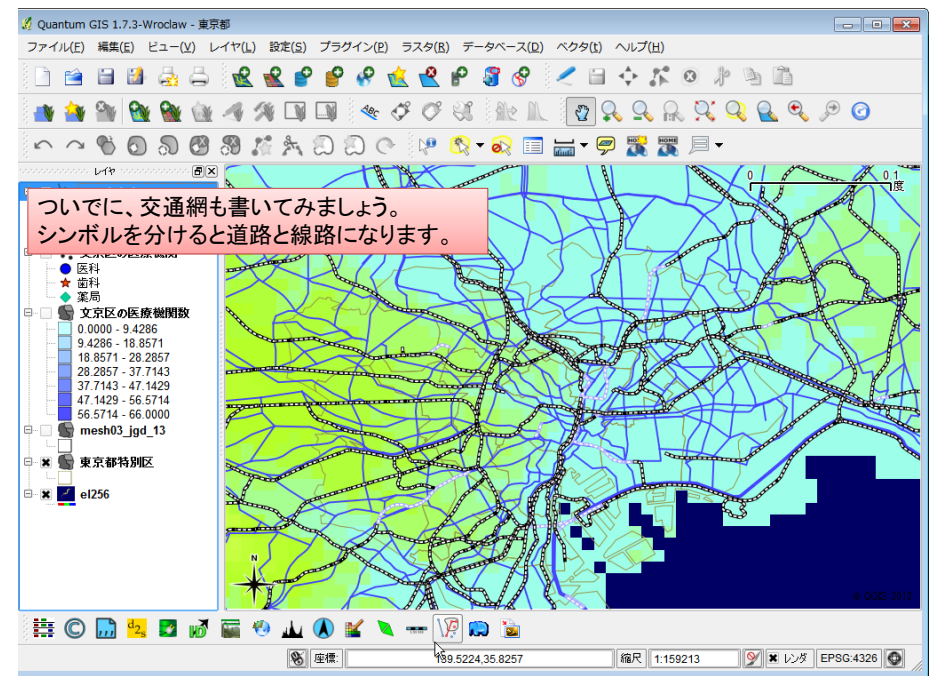 Quantum GIS 1.7.3-Wroclaw - 東京都
ファイル(F) 編集(E) ビュー(V) レイヤ(L) 設定(S) プラグイン(P) ラスタ(R) データベース(D) ベクタ(t) ヘルプ(H)
レイヤ
ついでに、交通網も書いてみましょう。
シンボルを分けると道路と線路になります。
医科
歯科
薬局
文京区の医療機関数
0.0000 - 9.4286
9.4286 - 18.8571
18.8571 - 28.2857
28.2857 - 37.7143
37.7143 - 47.1429
47.1429 - 56.5714
56.5714 - 66.0000
mesh03_jgd_13
東京都特別区
el256
0 0.1
度
N
座標: 139.5224,35.8257 縮尺 1:159213 レンダ EPSG:4326